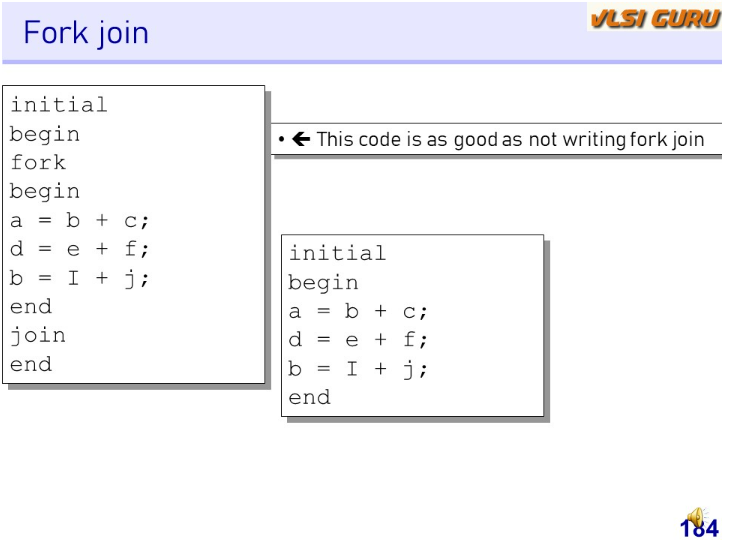 Fork join
VLSI GURU
initial
begin
fork
begin
a = b + c;
d = e + f;
b = I + j;
end
join
end
• 🡸 This code is as good as not writing fork join
initial
begin
a = b + c;
d = e + f;
b = I + j;
end
184